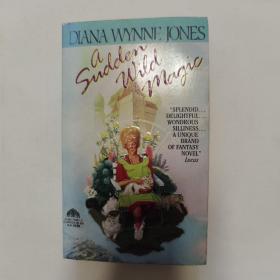 DIANA WYNNE JONES
A
Sudden
Wild
Magic
"SPLENDID...
DELIGHTFUL...
WONDROUS
SILLINESS...
A UNIQUE
BRAND
OF FANTASY
NOVEL"
Locus